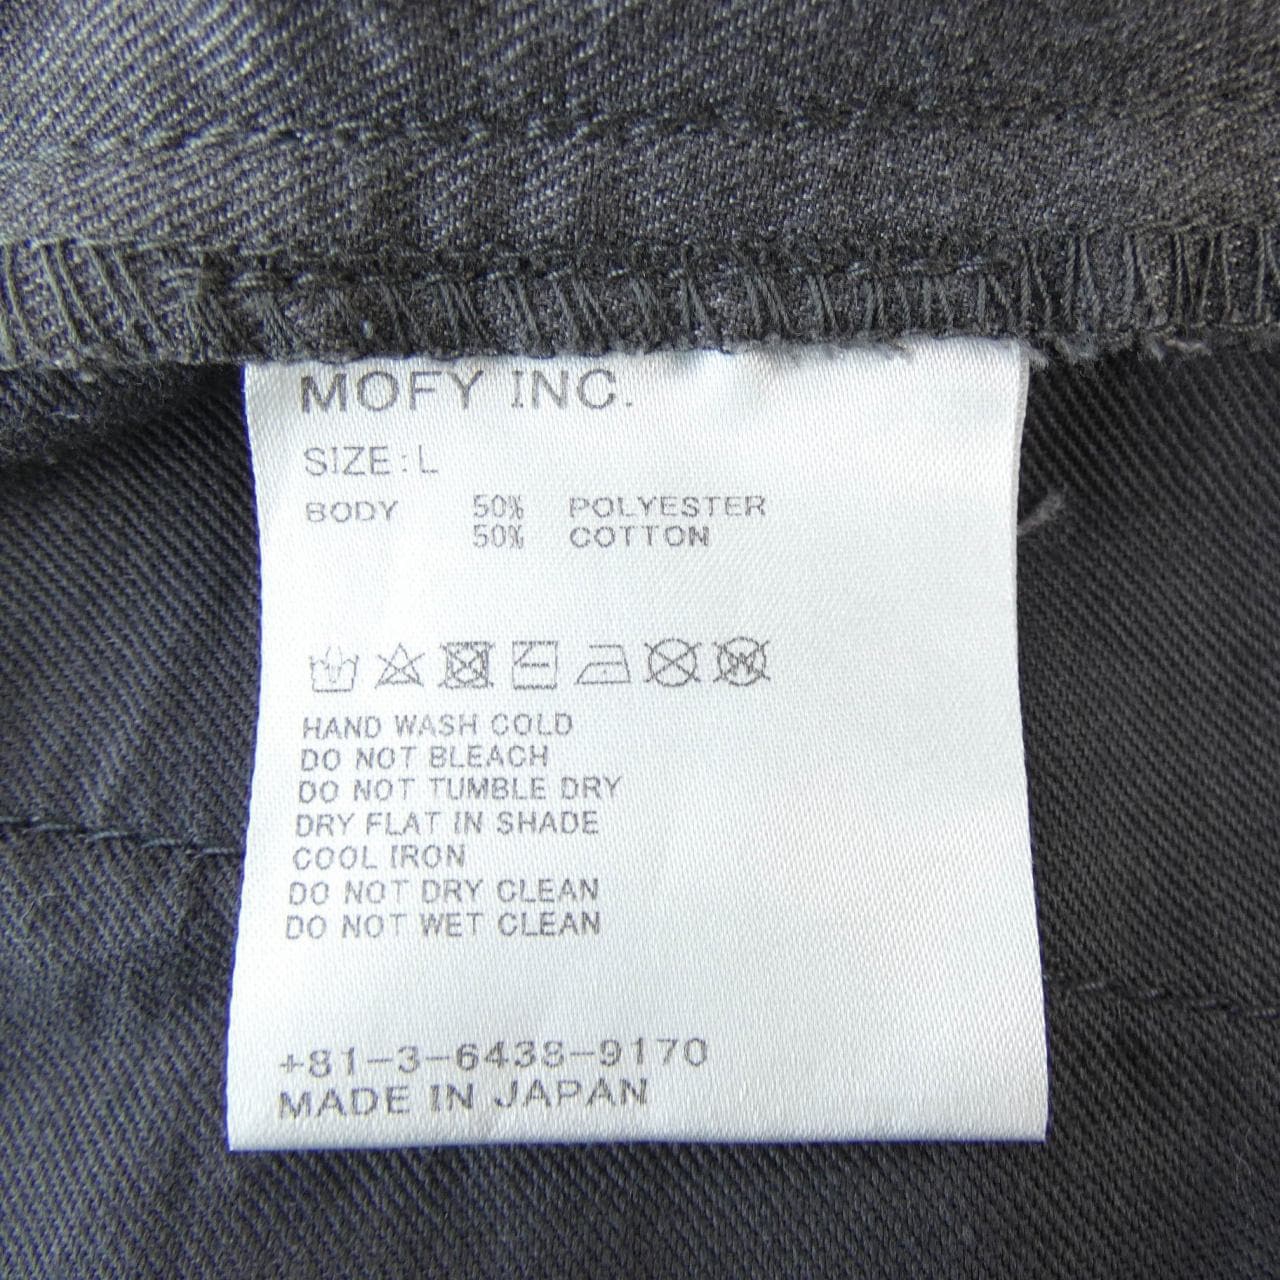 MOFY INC.
SIZE:L
BODY 50% POLYESTER
50% COTTON
W
HAND WASH COLD
DO NOT BLEACH
DO NOT TUMBLE DRY
DRY FLAT IN SHADE
COOL IRON
DO NOT DRY CLEAN
DO NOT WET CLEAN
+81-3-6438-9170
MADE IN JAPAN